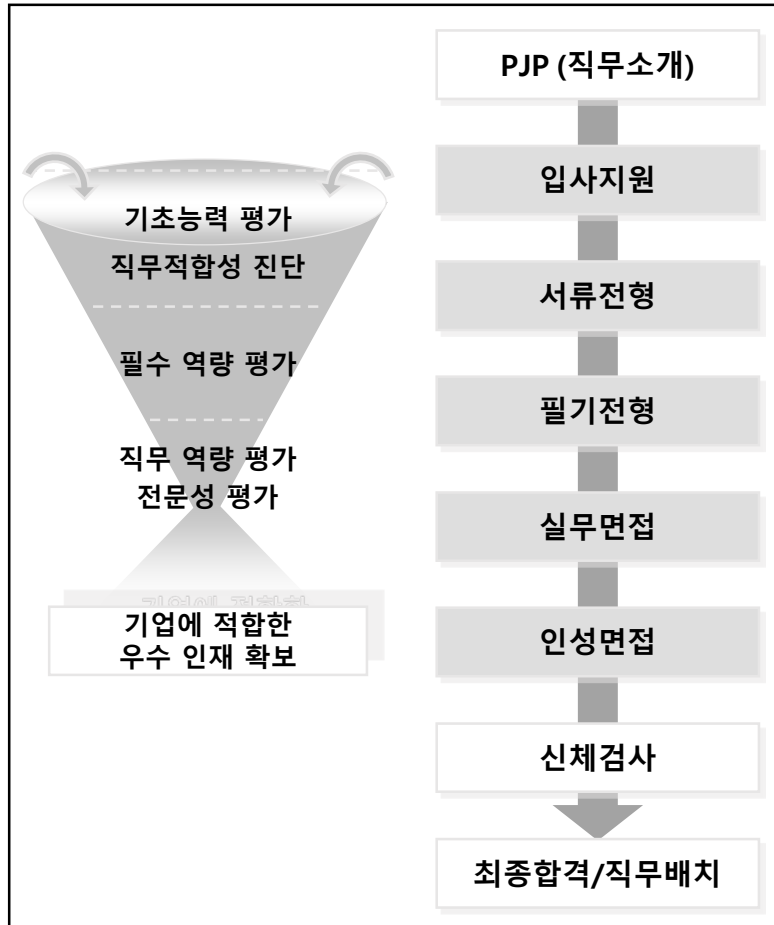 기초능력 평가
직무적합성 진단
필수 역량 평가
직무 역량 평가
전문성 평가
기업에 적합한
우수 인재 확보
PJP (직무소개)
입사지원
서류전형
필기전형
실무면접
인성면접
신체검사
최종합격/직무배치